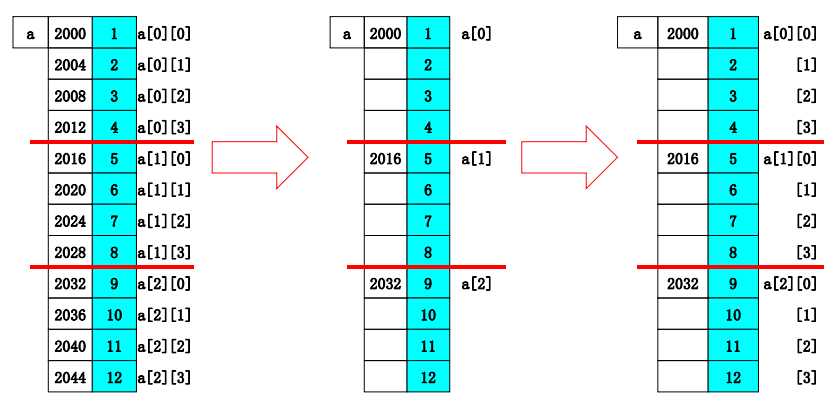 a 2000 1 a[0][0] a 2000 1 a[0] a 2000 1 a[0][0]
2004 2 a[0][1] 2 2 [1]
2008 3 a[0][2] 3 3 [2]
2012 4 a[0][3] 4 4 [3]
2016 5 a[1][0] 2016 5 a[1] 2016 5 a[1][0]
2020 6 a[1][1] 6 6 [1]
2024 7 a[1][2] 7 7 [2]
2028 8 a[1][3] 8 8 [3]
2032 9 a[2][0] 2032 9 a[2] 2032 9 a[2][0]
2036 10 a[2][1] 10 10 [1]
2040 11 a[2][2] 11 11 [2]
2044 12 a[2][3] 12 12 [3]